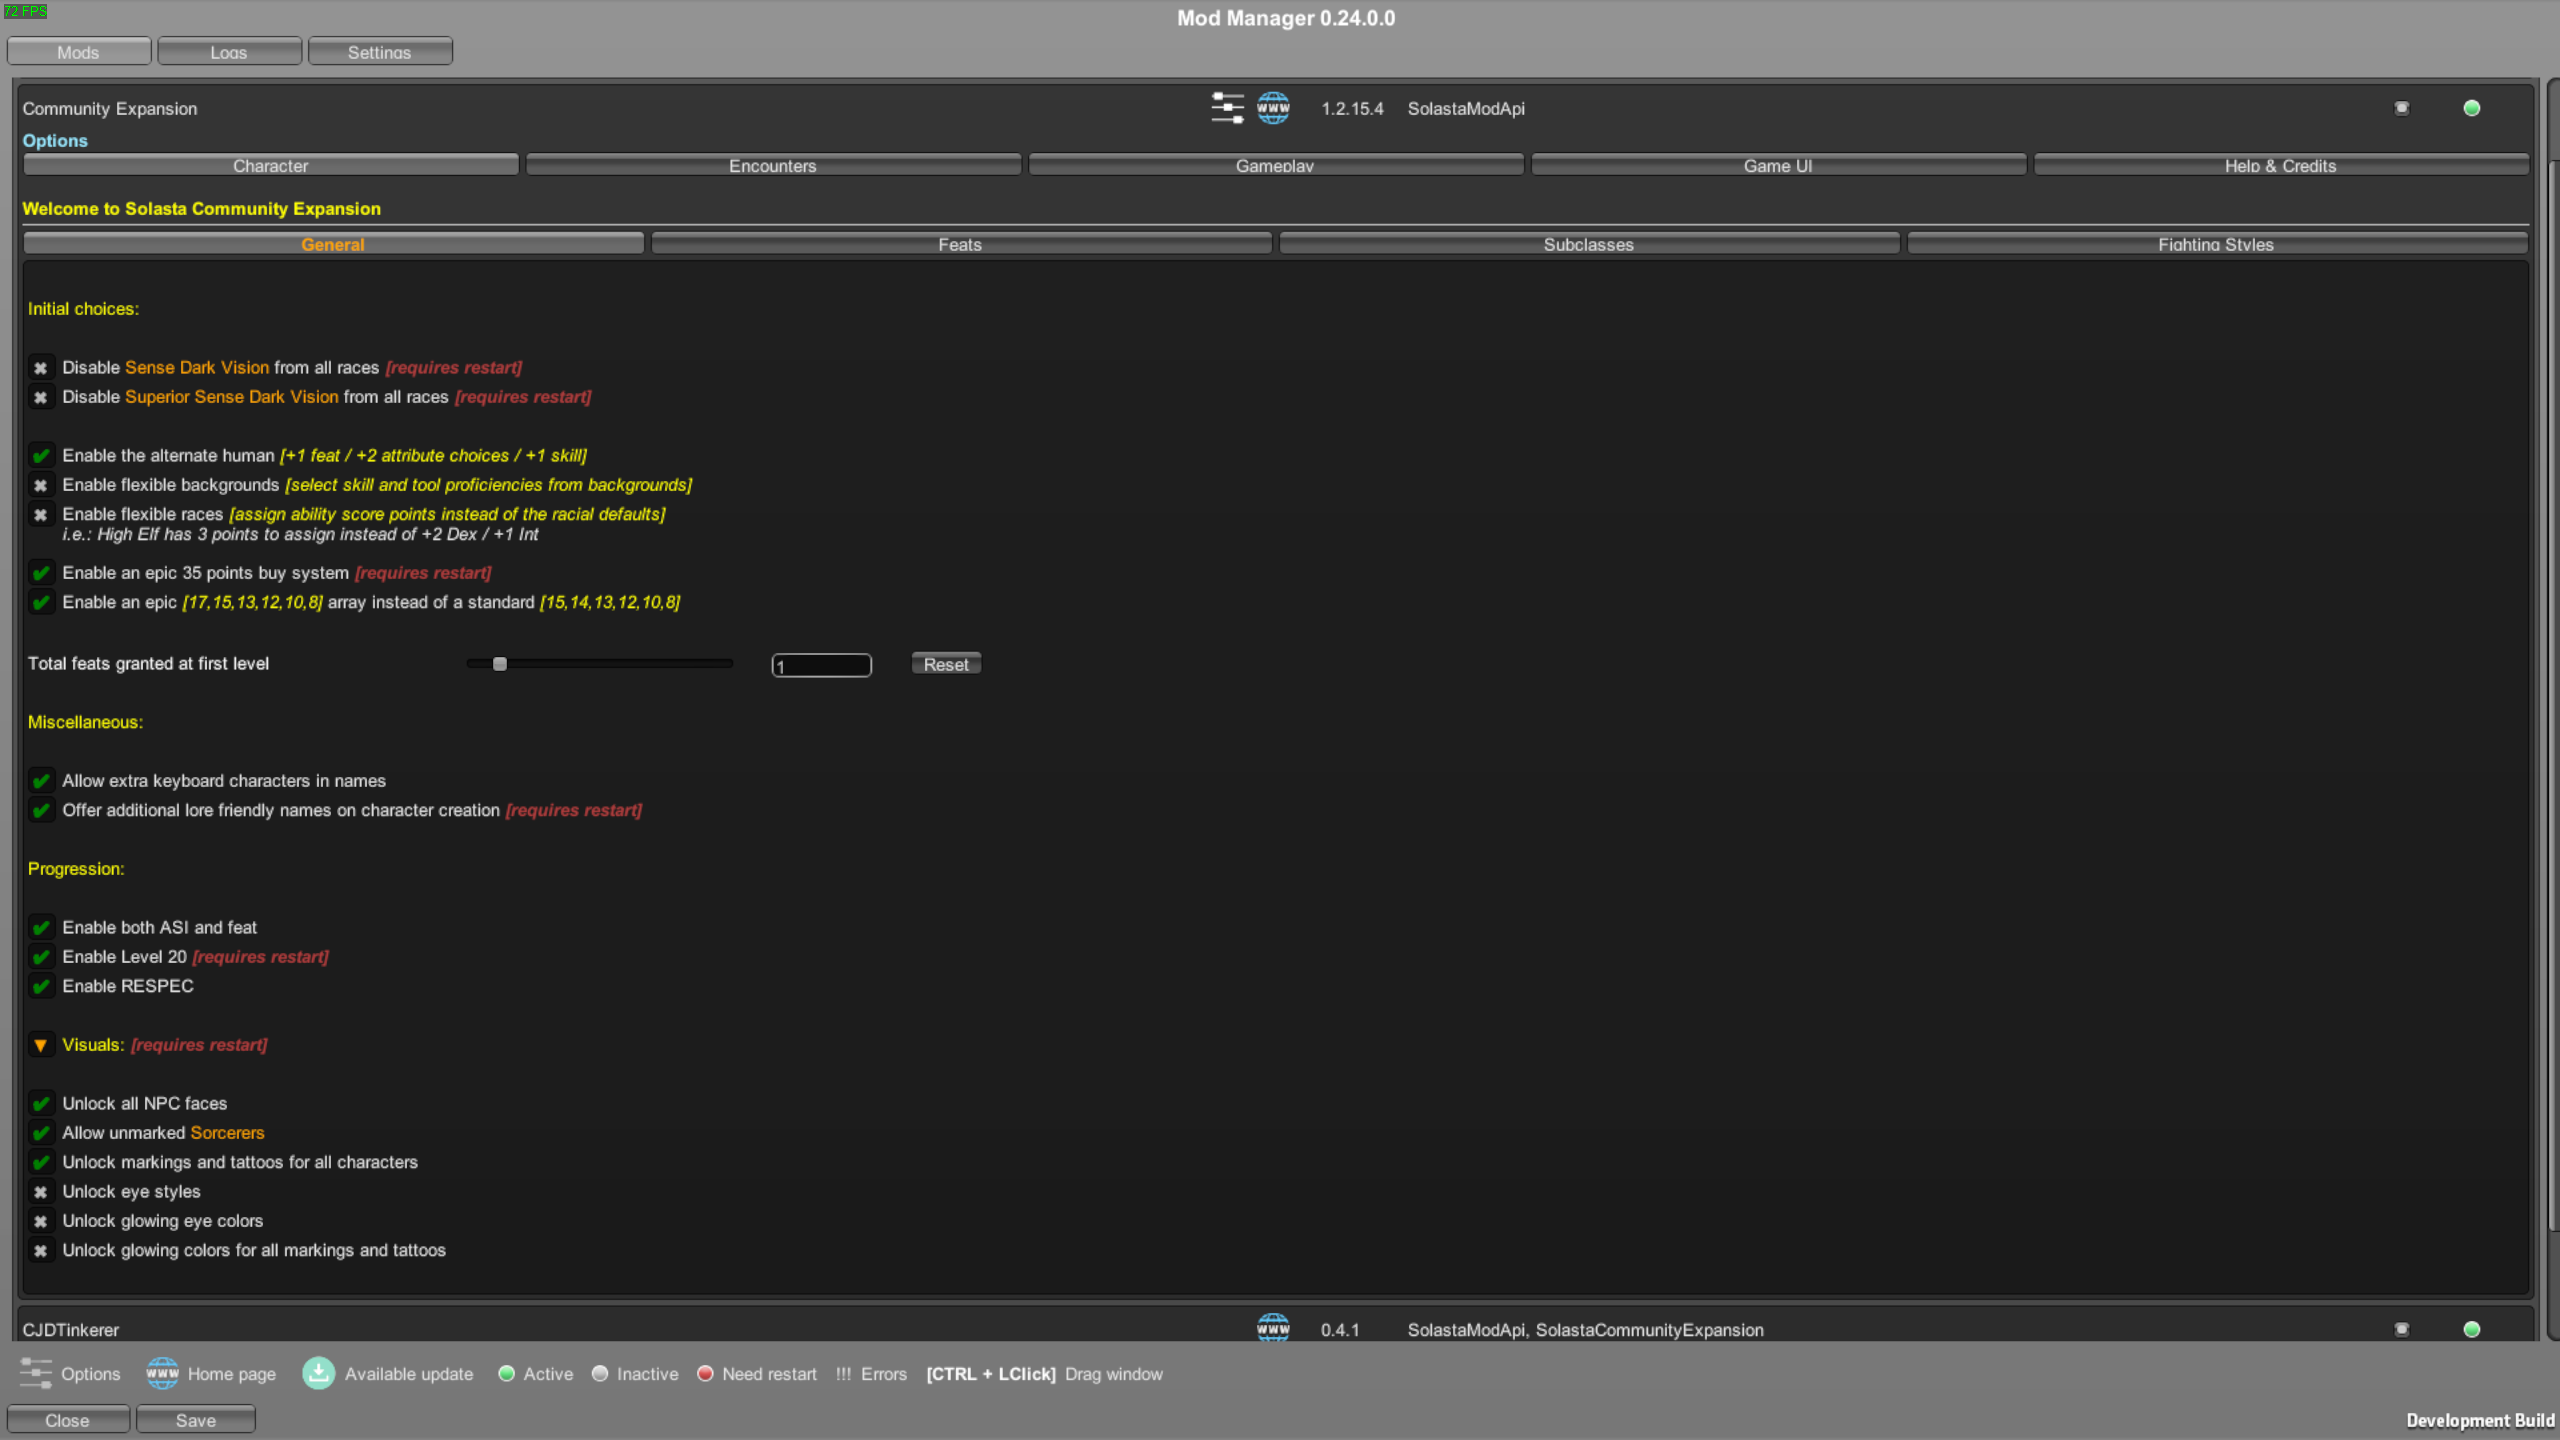 72 FPS
Mod Manager 0.24.0.0
Mods Logs Settings
Community Expansion 1.2.15.4 SolastaModApi
Options
Character Encounters Gameplay Game UI Help & Credits
Welcome to Solasta Community Expansion
General Feats Subclasses Fighting Styles
Initial choices:
Disable Sense Dark Vision from all races [requires restart]
Disable Superior Sense Dark Vision from all races [requires restart]
Enable the alternate human [+1 feat / +2 attribute choices / +1 skill]
Enable flexible backgrounds [select skill and tool proficiencies from backgrounds]
Enable flexible races [assign ability score points instead of the racial defaults]
i.e.: High Elf has 3 points to assign instead of +2 Dex / +1 Int
Enable an epic 35 points buy system [requires restart]
Enable an epic [17,15,13,12,10,8] array instead of a standard [15,14,13,12,10,8]
Total feats granted at first level 1 Reset
Miscellaneous:
Allow extra keyboard characters in names
Offer additional lore friendly names on character creation [requires restart]
Progression:
Enable both ASI and feat
Enable Level 20 [requires restart]
Enable RESPEC
Visuals: [requires restart]
Unlock all NPC faces
Allow unmarked Sorcerers
Unlock markings and tattoos for all characters
Unlock eye styles
Unlock glowing eye colors
Unlock glowing colors for all markings and tattoos
CJDTinkerer WWW 0.4.1 SolastaModApi, SolastaCommunityExpansion
Options WWW Home page Available update Active Inactive Need restart !!! Errors [CTRL + LClick] Drag window
Close Save
Development Build